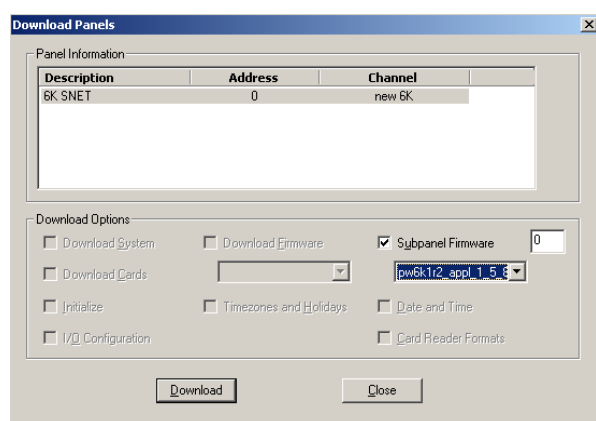 Download Panels
Panel Information
Description Address Channel
6K SNET 0 new 6K
Download Options
Download System Download Firmware Subpanel Firmware 0
Download Cards pw6k1r2_appl_1_5_8
Initialize Timezones and Holidays Date and Time
I/O Configuration Card Reader Formats
Download Close